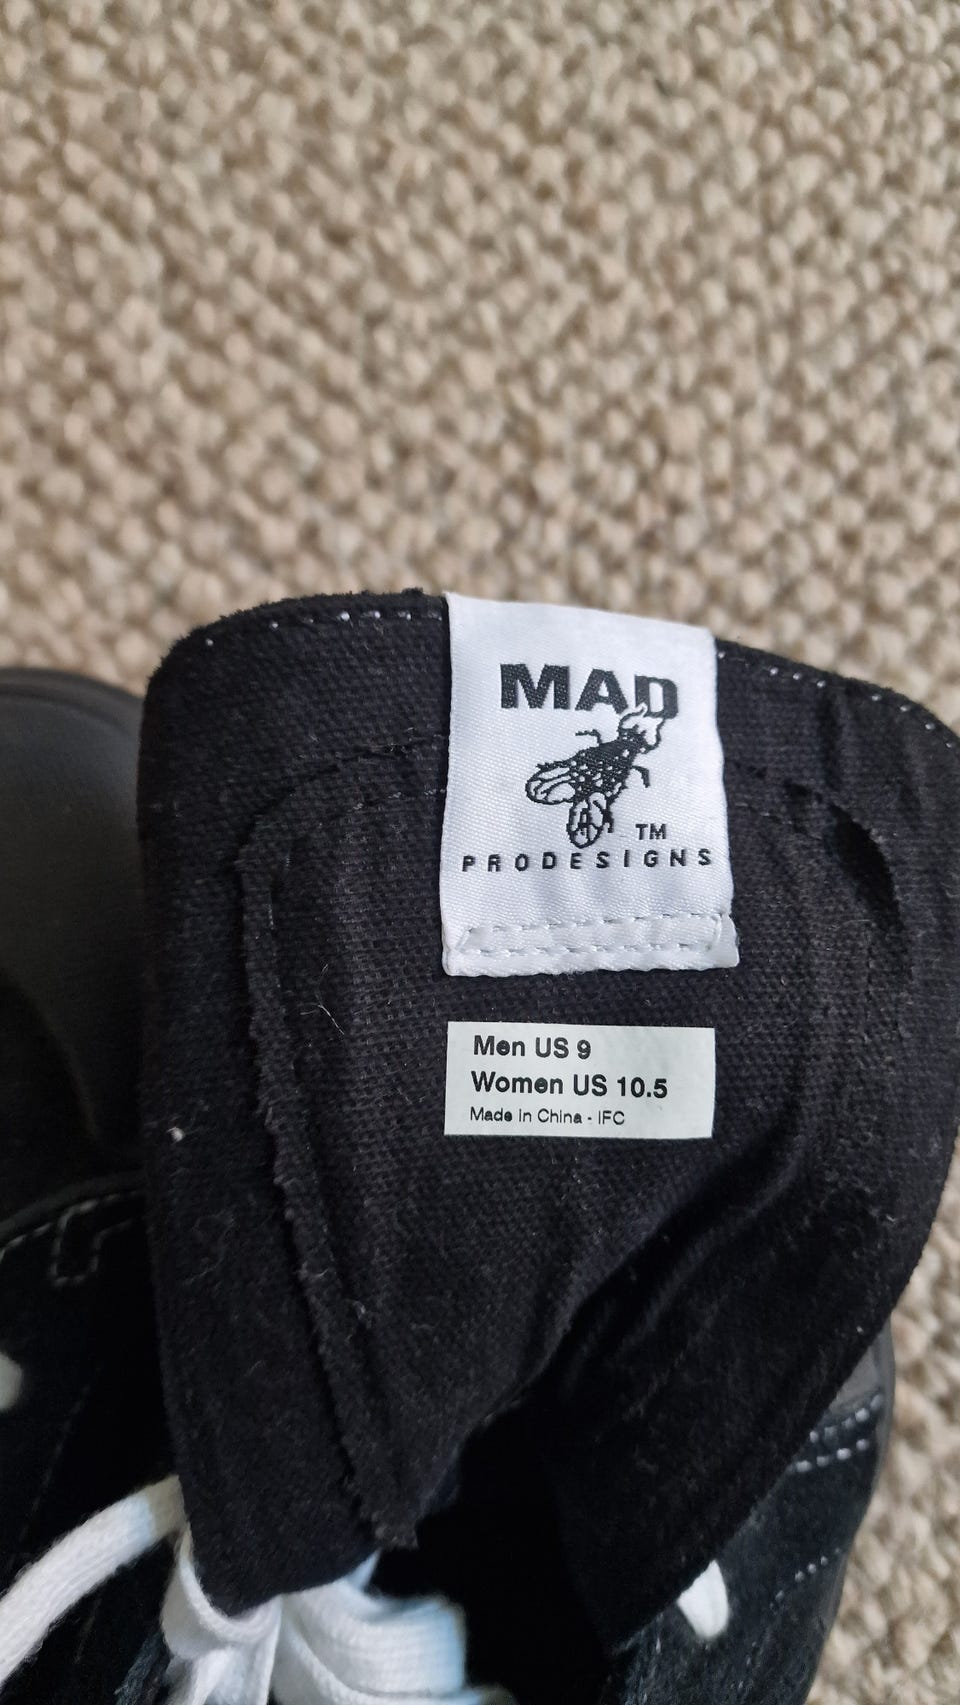 MAD
TM
PRODESIGNS
Men US 9
Women US 10.5
Made in China - IFC